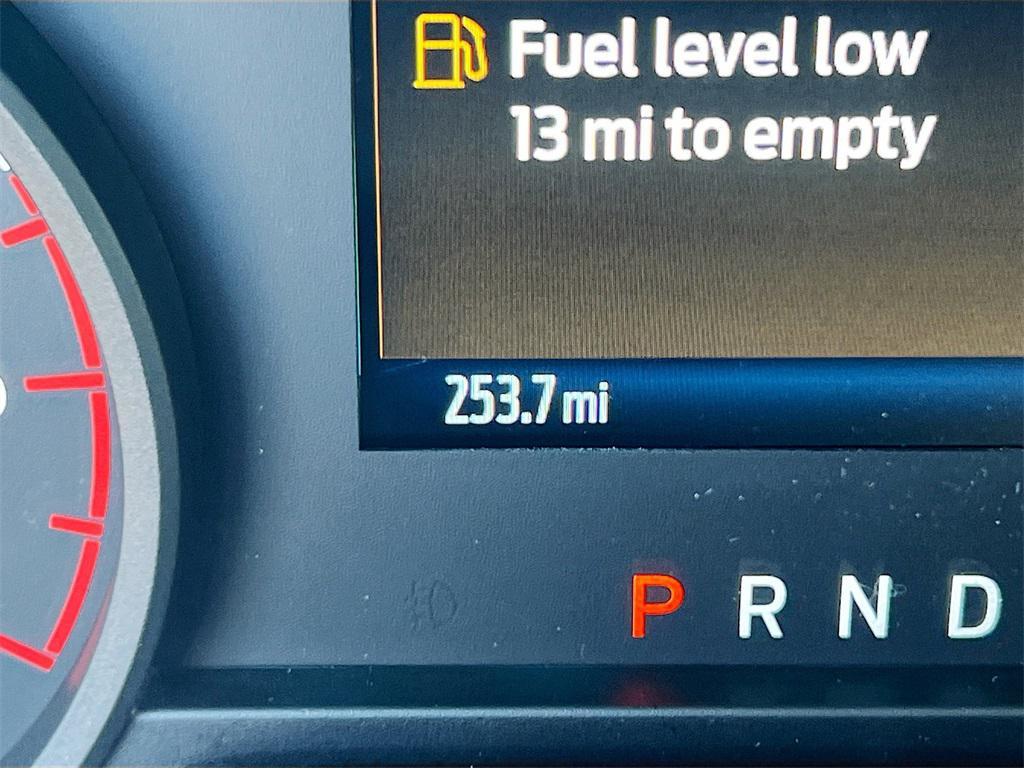 Fuel level low
13 mi to empty
253.7 mi
P R N D